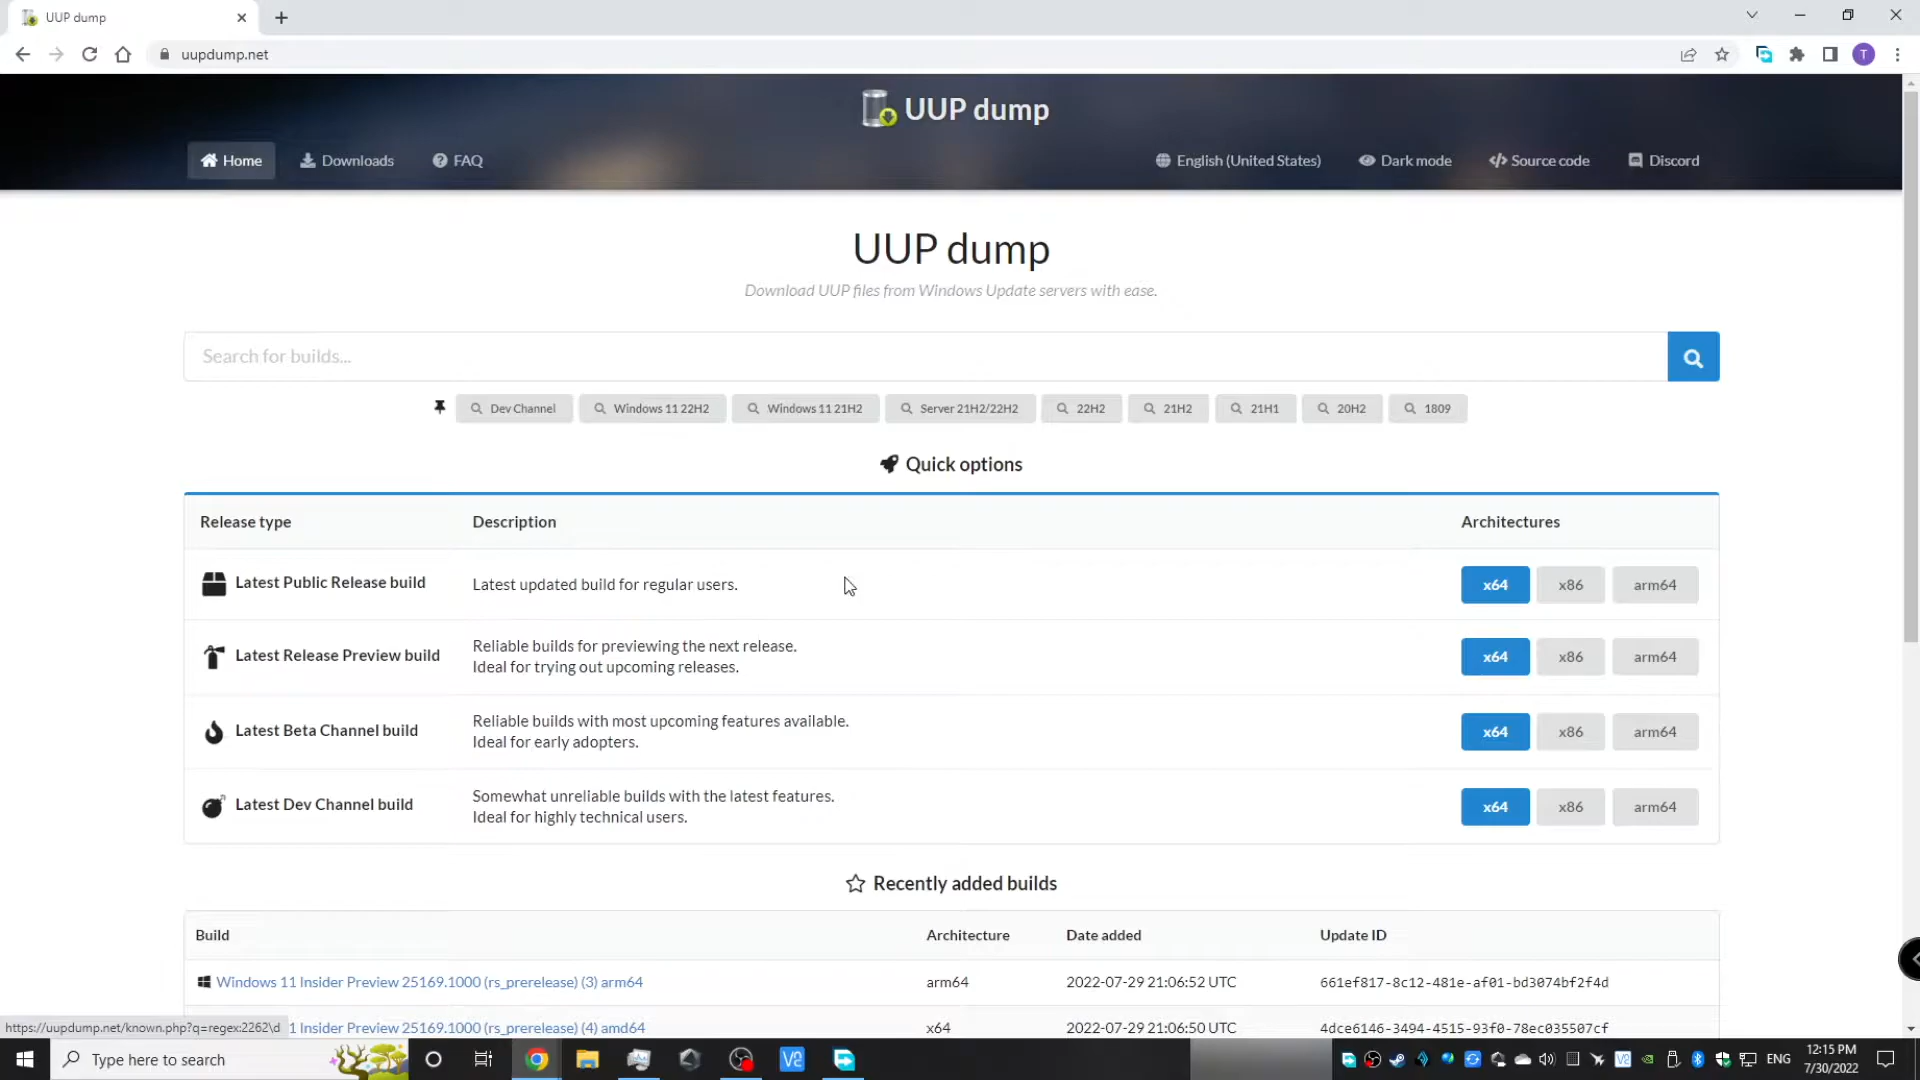 UUP dump
uupdump.net
T
UUP dump
Home
Downloads
FAQ
English (United States)
Dark mode
Source code
Discord
UUP dump
Download UUP files from Windows Update servers with ease.
Search for builds...
Dev Channel
Windows 11 22H2
Windows 11 21H2
Server 21H2/22H2
22H2
21H2
21H1
20H2
1809
Quick options
Release type
Description
Architectures
Latest Public Release build
Latest updated build for regular users.
x64
x86
arm64
Latest Release Preview build
Reliable builds for previewing the next release.
Ideal for trying out upcoming releases.
x64
x86
arm64
Latest Beta Channel build
Reliable builds with most upcoming features available.
Ideal for early adopters.
x64
x86
arm64
Latest Dev Channel build
Somewhat unreliable builds with the latest features.
Ideal for highly technical users.
x64
x86
arm64
Recently added builds
Build
Architecture
Date added
Update ID
Windows 11 Insider Preview 25169.1000 (rs_prerelease) (3) arm64
arm64
2022-07-29 21:06:52 UTC
661ef817-8c12-481e-af01-bd3074bf2f4d
https://uupdump.net/known.php?q=regex:2262\d
1 Insider Preview 25169.1000 (rs_prerelease) (4) amd64
x64
2022-07-29 21:06:50 UTC
4dce6146-3494-4515-93f0-78ec035507cf
Type here to search
ENG
12:15 PM
7/30/2022